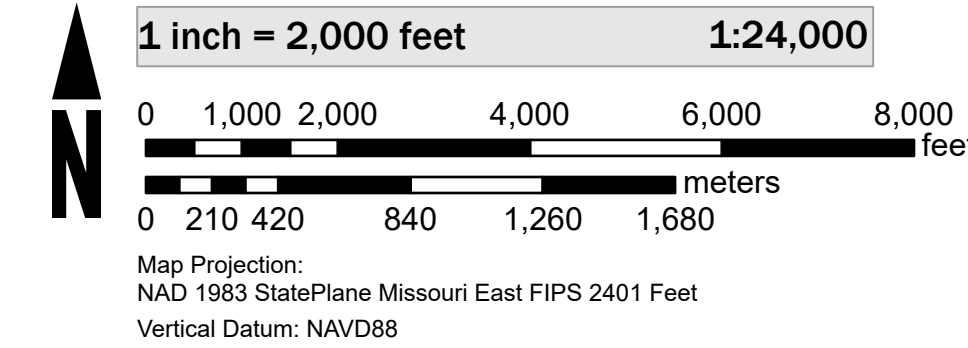 N
1 inch = 2,000 feet 1:24,000
0 1,000 2,000 4,000 6,000 8,000
feet
meters
0 210 420 840 1,260 1,680
Map Projection:
NAD 1983 StatePlane Missouri East FIPS 2401 Feet
Vertical Datum: NAVD88